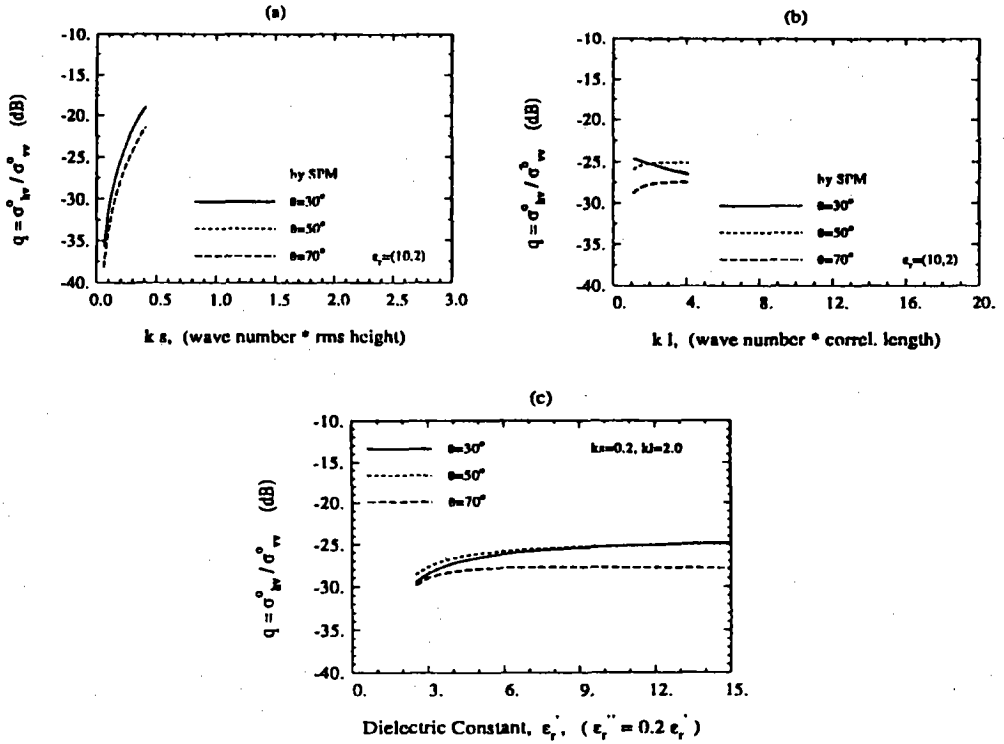 (a)
-10.
-15.
-20.
-25.
-30.
-35.
-40.
q = σ°hv / σ°vv (dB)
by SPM
θ=30°
θ=50°
θ=70°
εr=(10,2)
0.0 0.5 1.0 1.5 2.0 2.5 3.0
k s, (wave number * rms height)
(b)
-10.
-15.
-20.
-25.
-30.
-35.
-40.
q = σ°hv / σ°vv (dB)
by SPM
θ=30°
θ=50°
θ=70°
εr=(10,2)
0. 4. 8. 12. 16. 20.
k l, (wave number * correl. length)
(c)
-10.
-15.
-20.
-25.
-30.
-35.
-40.
q = σ°hv / σ°vv (dB)
θ=30°
θ=50°
θ=70°
ks=0.2, kl=2.0
0. 3. 6. 9. 12. 15.
Dielectric Constant, εr', (εr'' = 0.2 εr')